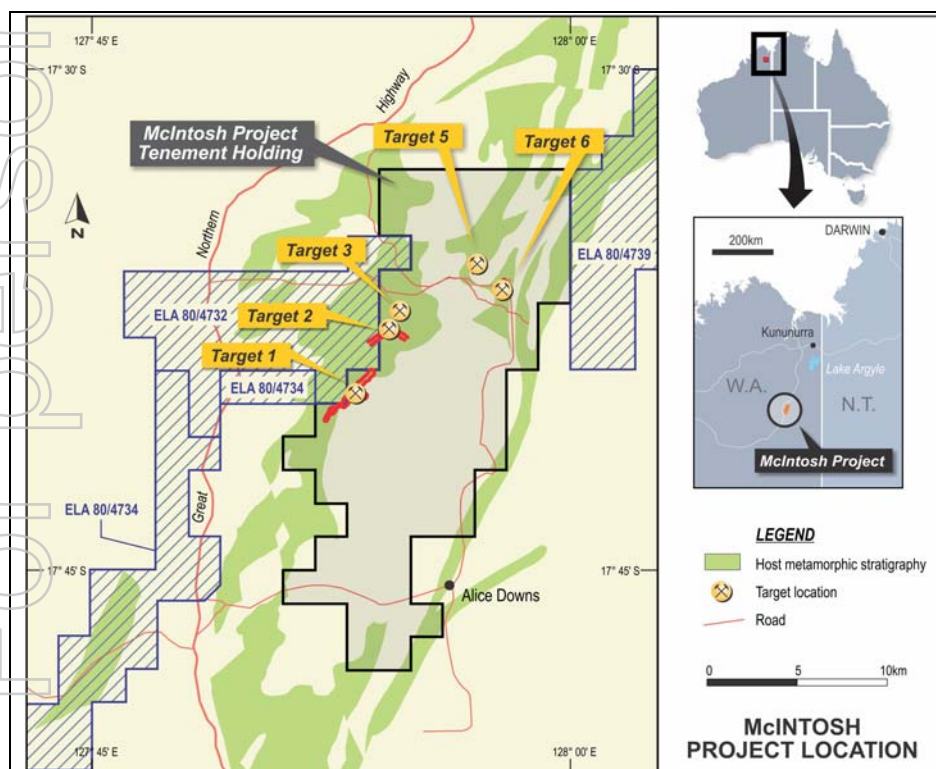 127° 45' E
128° 00' E
17° 30' S
17° 30' S
Highway
McIntosh Project
Tenement Holding
Target 5
Target 6
N
Northern
Target 3
ELA 80/4739
ELA 80/4732
Target 2
Target 1
ELA 80/4734
ELA 80/4734
Great
17° 45' S
17° 45' S
Alice Downs
127° 45' E
128° 00' E
200km
DARWIN
Kununurra
Lake Argyle
W.A.
N.T.
McIntosh Project
LEGEND
Host metamorphic stratigraphy
Target location
Road
0 5 10km
McINTOSH
PROJECT LOCATION